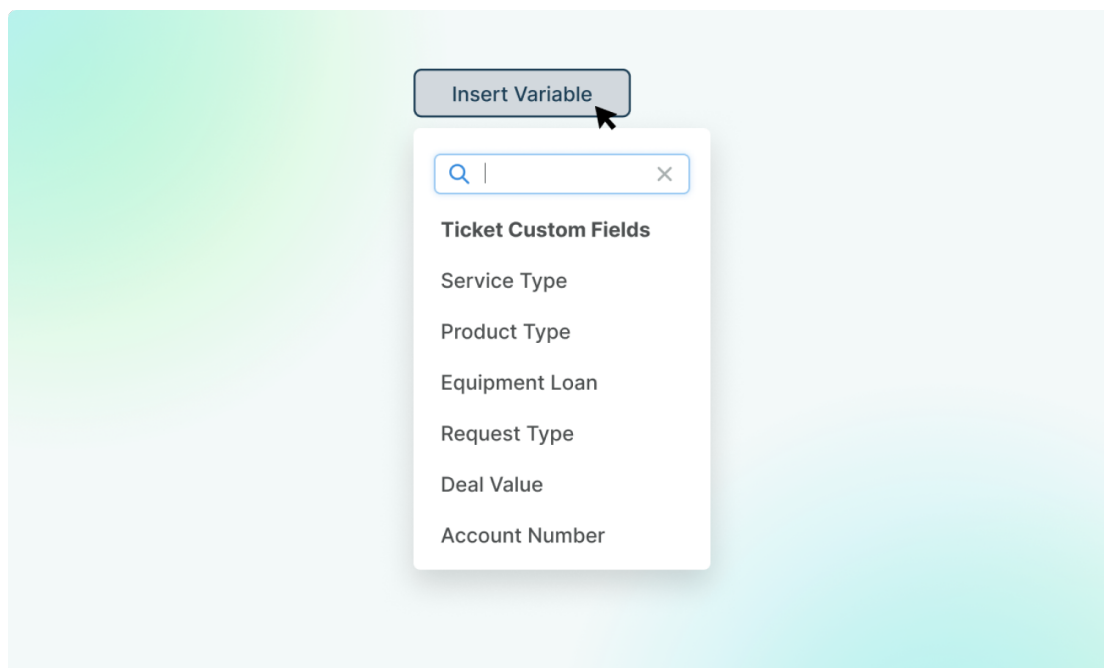 Insert Variable
Ticket Custom Fields
Service Type
Product Type
Equipment Loan
Request Type
Deal Value
Account Number